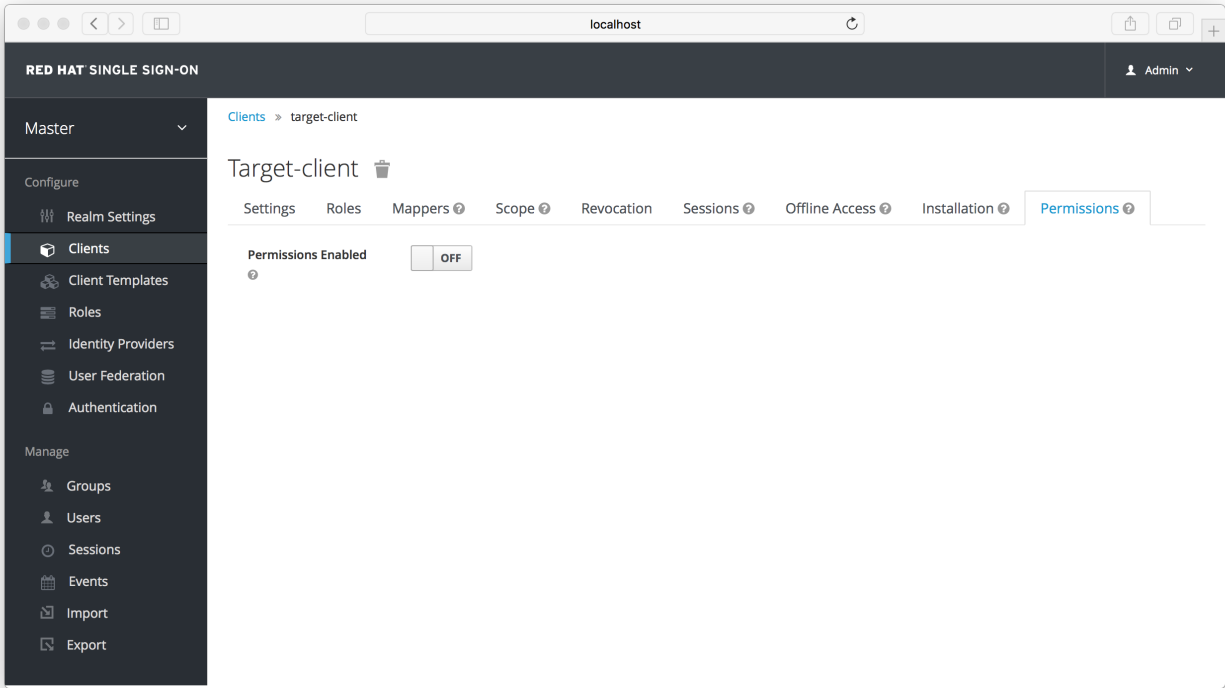 localhost
RED HAT SINGLE SIGN-ON
Admin
Master
Clients » target-client
Target-client
Settings Roles Mappers Scope Revocation Sessions Offline Access Installation Permissions
Permissions Enabled OFF
Configure
Realm Settings
Clients
Client Templates
Roles
Identity Providers
User Federation
Authentication
Manage
Groups
Users
Sessions
Events
Import
Export